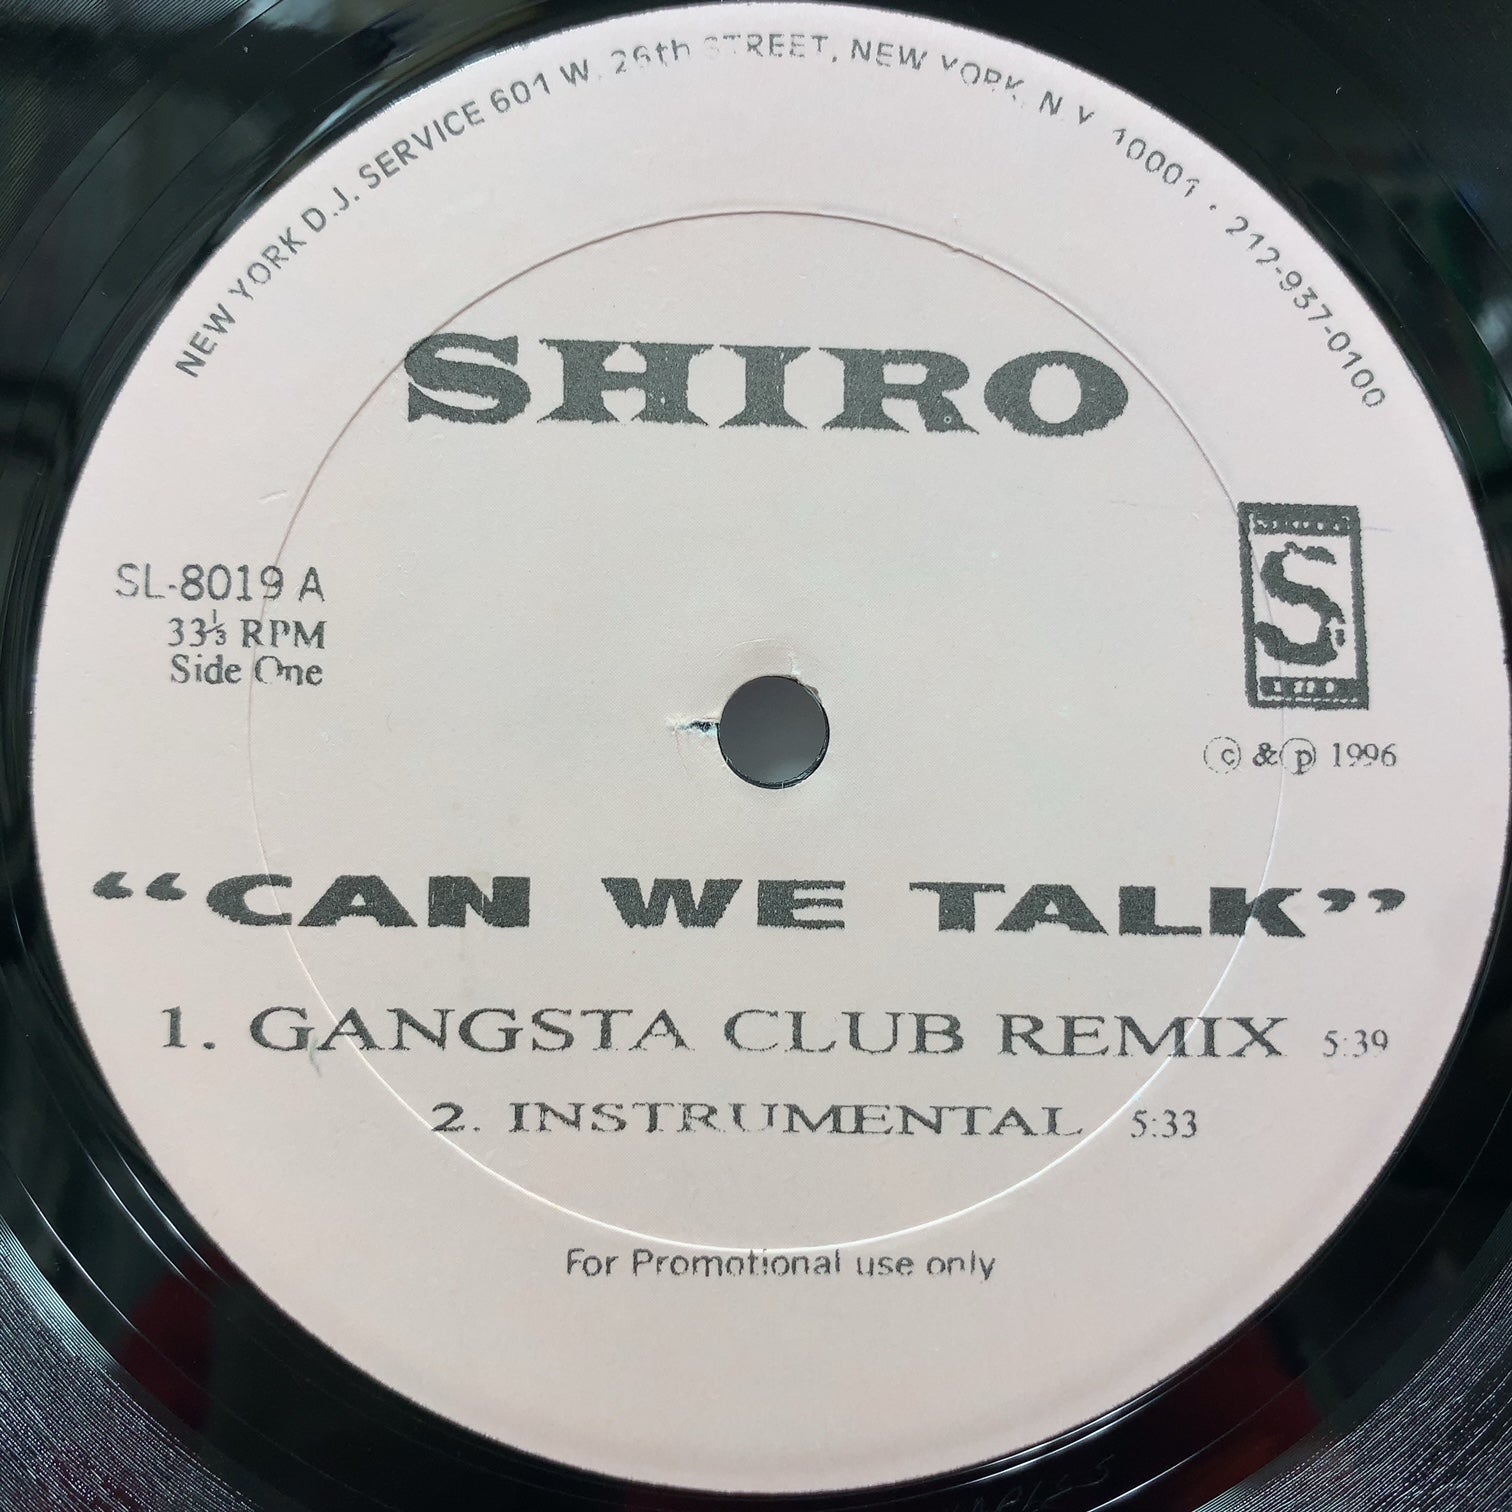 NEW YORK D.J. SERVICE 601 W. 26th STREET, NEW YORK, N.Y. 10001 · 212-937-0100
SHIRO
S
SL-8019 A
33⅓ RPM
Side One
ⓒ & ⓟ 1996
“CAN WE TALK”
1. GANGSTA CLUB REMIX 5:39
2. INSTRUMENTAL 5:33
For Promotional use only